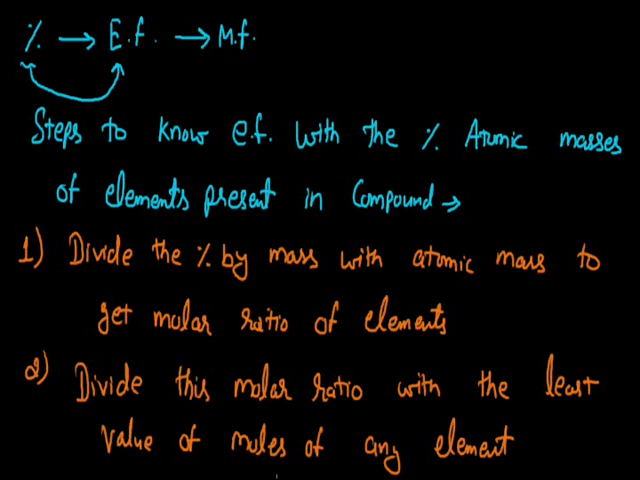 % → E.f. → M.f.
Steps to know e.f. with the % Atomic masses
of elements present in Compound →
1) Divide the % by mass with atomic mass to
get molar ratio of elements
2) Divide this molar ratio with the least
value of moles of any element